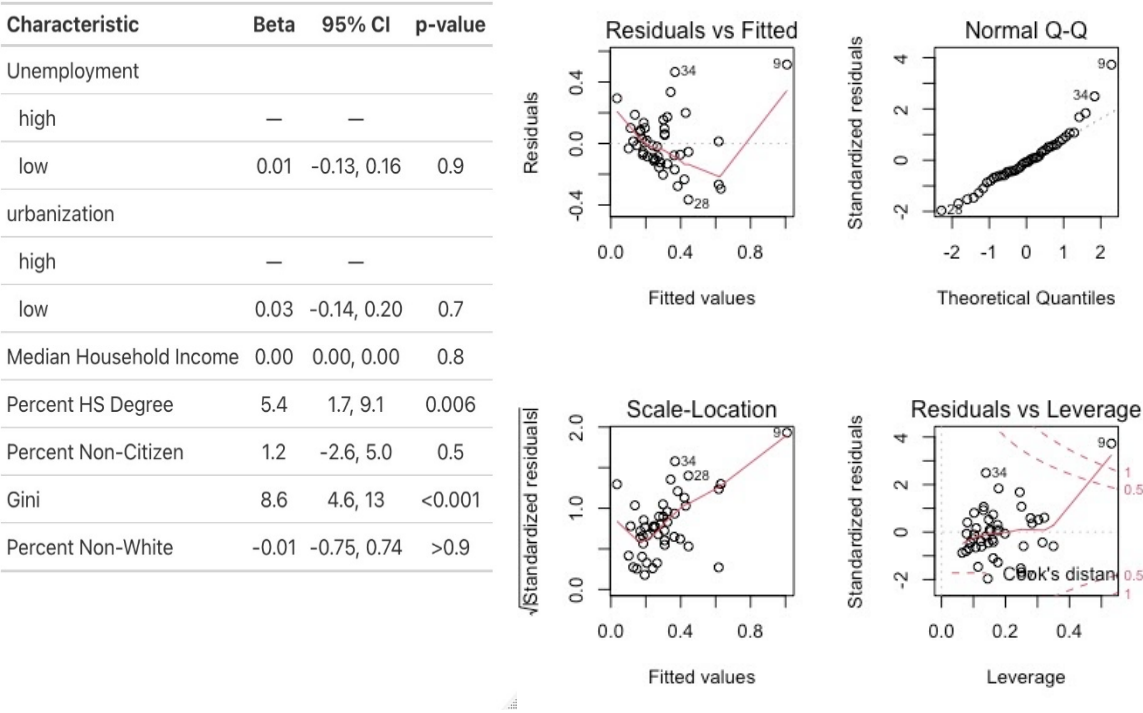 Characteristic Beta 95% CI p-value
Unemployment
high — —
low 0.01 -0.13, 0.16 0.9
urbanization
high — —
low 0.03 -0.14, 0.20 0.7
Median Household Income 0.00 0.00, 0.00 0.8
Percent HS Degree 5.4 1.7, 9.1 0.006
Percent Non-Citizen 1.2 -2.6, 5.0 0.5
Gini 8.6 4.6, 13 <0.001
Percent Non-White -0.01 -0.75, 0.74 >0.9
Residuals vs Fitted
Residuals
0.4
0.0
-0.4
9
34
28
0.0 0.4 0.8
Fitted values
Normal Q-Q
Standardized residuals
4
2
0
-2
9
34
28
-2 -1 0 1 2
Theoretical Quantiles
Scale-Location
√|Standardized residuals|
2.0
1.0
0.0
9
34
28
0.0 0.4 0.8
Fitted values
Residuals vs Leverage
Standardized residuals
4
2
0
-2
9
34
1
0.5
Cook's distan
0.5
1
0.0 0.2 0.4
Leverage